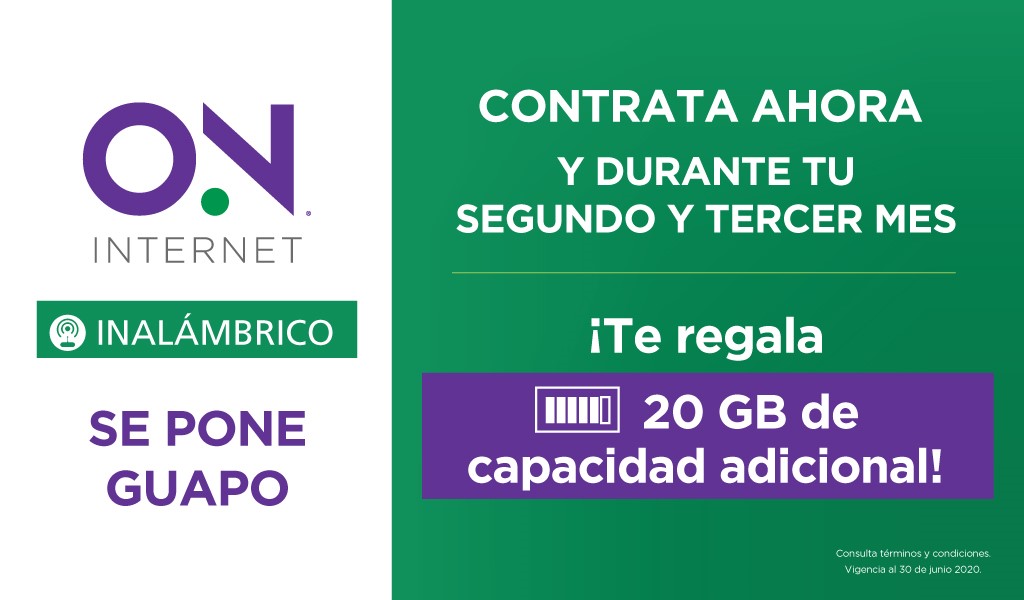 O.N
INTERNET
INALÁMBRICO
SE PONE
GUAPO
CONTRATA AHORA
Y DURANTE TU
SEGUNDO Y TERCER MES
¡Te regala
20 GB de
capacidad adicional!
Consulta términos y condiciones.
Vigencia al 30 de junio 2020.